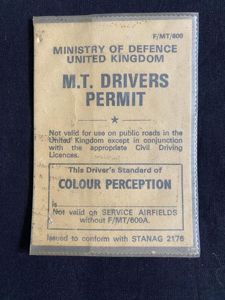 F/MT/600
MINISTRY OF DEFENCE
UNITED KINGDOM
M.T. DRIVERS
PERMIT
Not valid for use on public roads in the
United Kingdom except in conjunction
with the appropriate Civil Driving
Licences.
This Driver's Standard of
COLOUR PERCEPTION
is
Not valid on SERVICE AIRFIELDS
without F/MT/600A.
Issued to conform with STANAG 2176